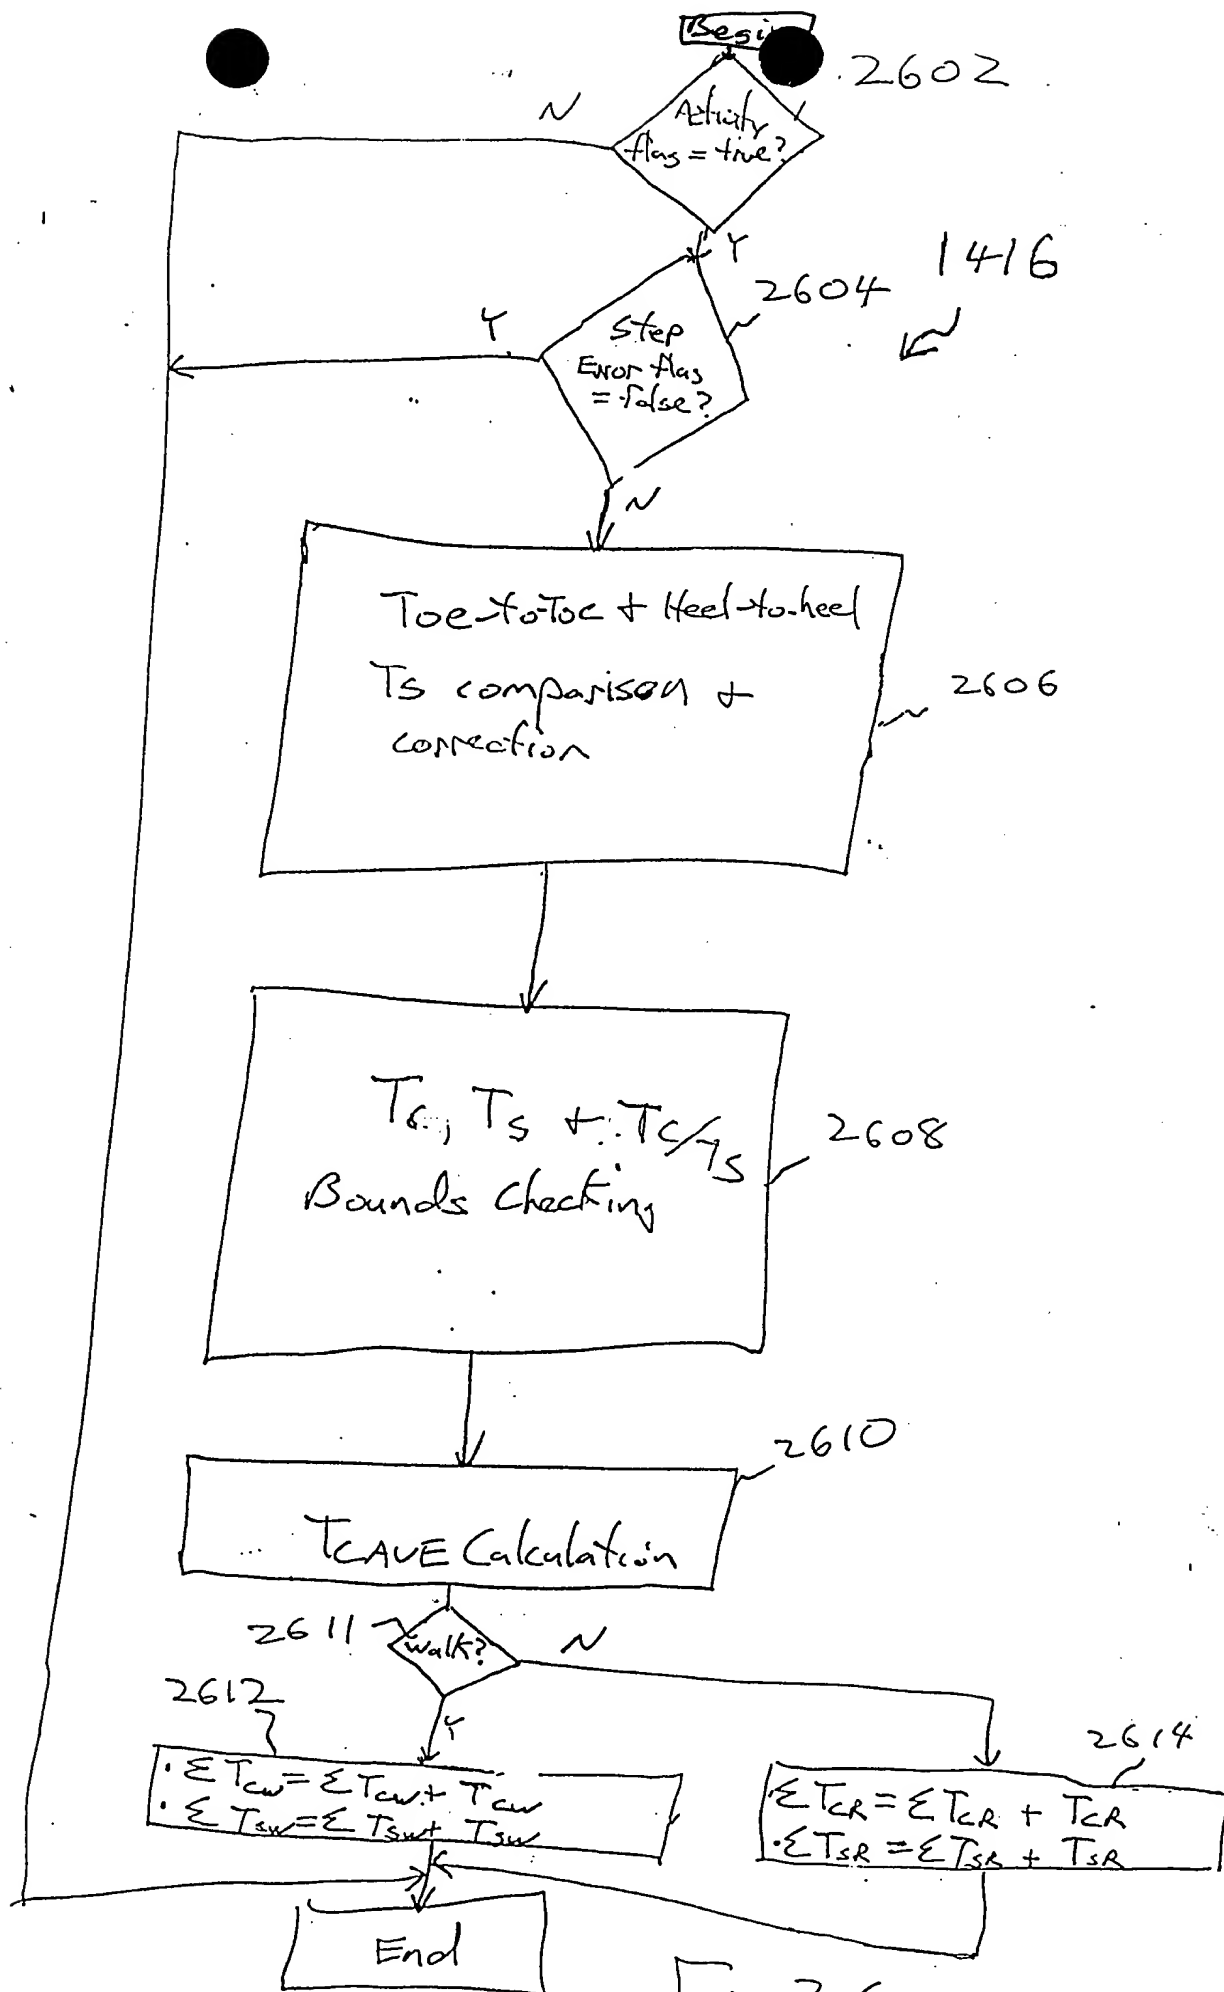 Begin
2602
N
Activity
flag = true?
Y
1416
2604
Y
Step
Error flag
= false?
N
Toe-to-Toe + Heel-to-heel
Ts comparison +
correction
2606
Tc, Ts + Tc/Ts
Bounds Checking
2608
2610
TCAVE Calculation
2611
walk?
N
2612
Y
2614
· ΣTcw = ΣTcw + Tcw
· ΣTsw = ΣTsw + Tsw
· ΣTCR = ΣTCR + TCR
· ΣTSR = ΣTSR + TSR
End